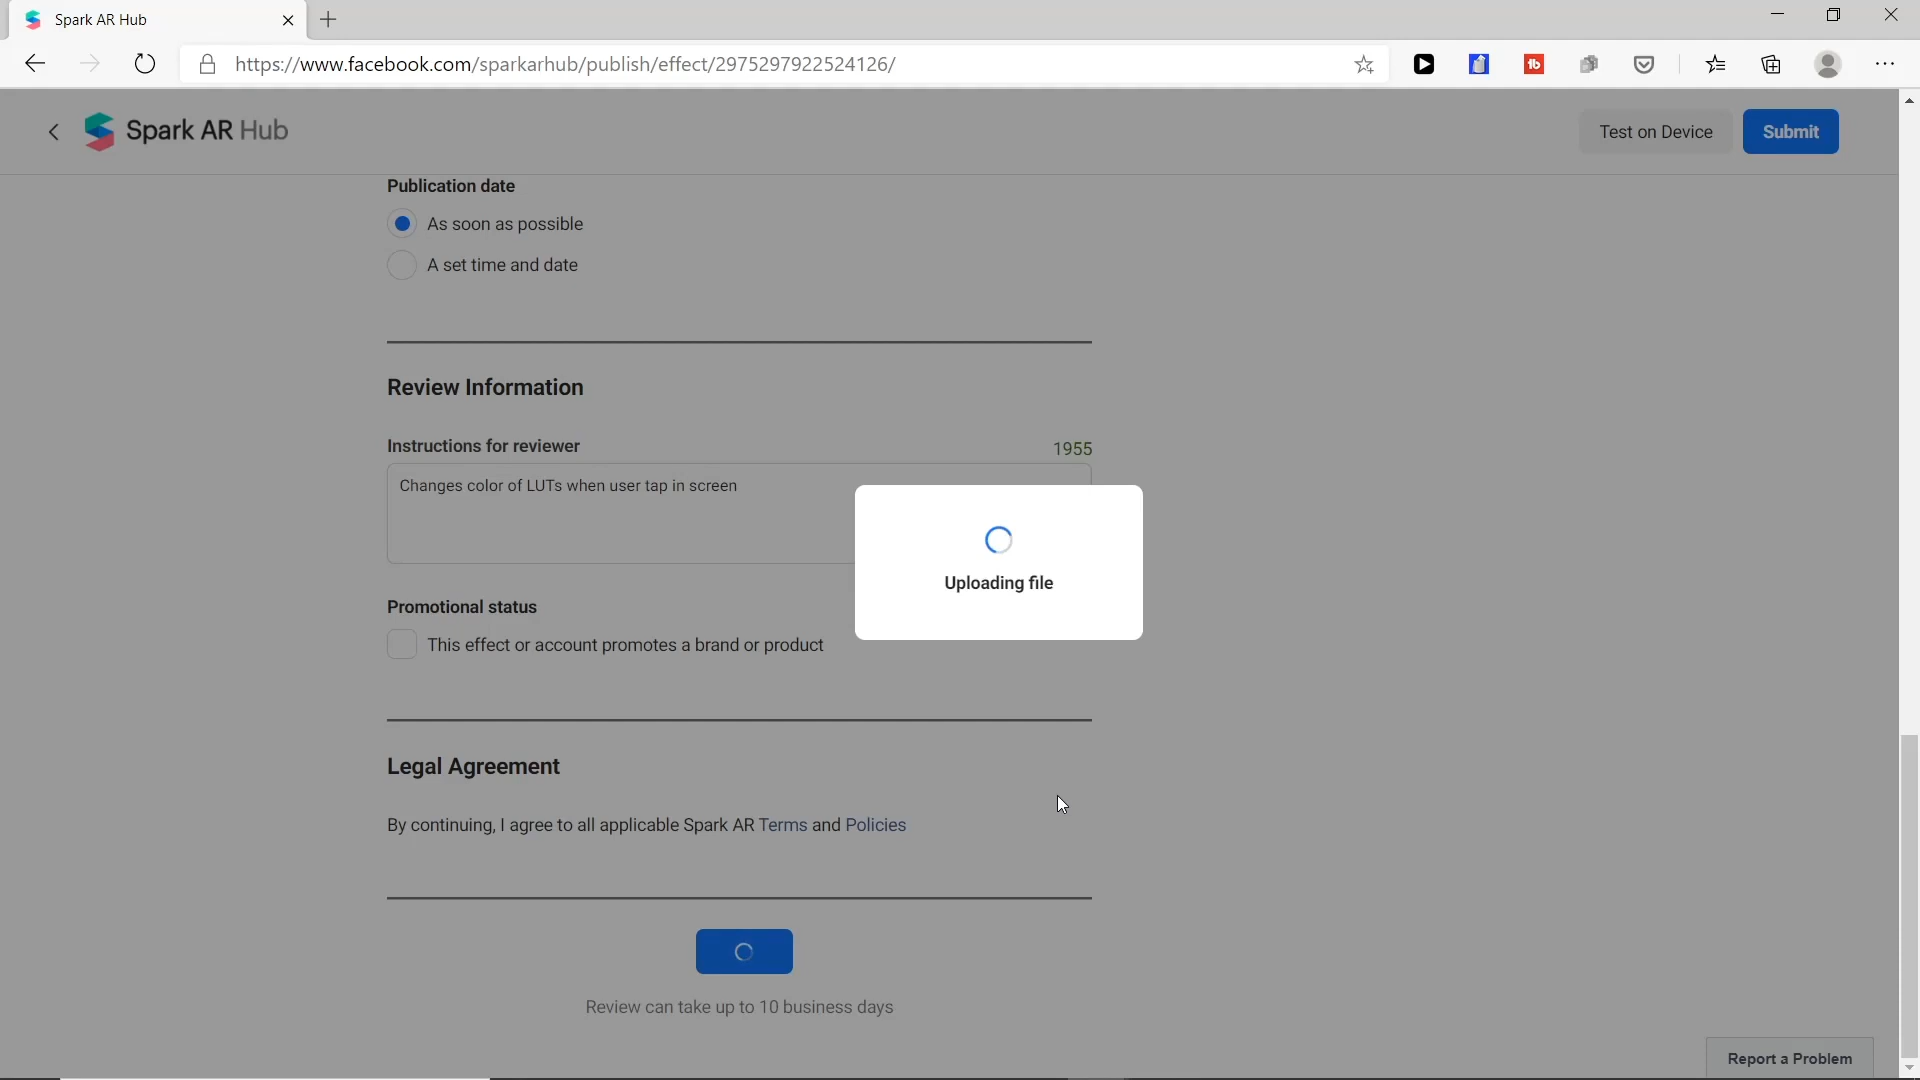 Spark AR Hub
https://www.facebook.com/sparkarhub/publish/effect/2975297922524126/
tb
Spark AR Hub
Test on Device
Submit
Publication date
As soon as possible
A set time and date
Review Information
Instructions for reviewer
1955
Changes color of LUTs when user tap in screen
Uploading file
Promotional status
This effect or account promotes a brand or product
Legal Agreement
By continuing, I agree to all applicable Spark AR Terms and Policies
Review can take up to 10 business days
Report a Problem